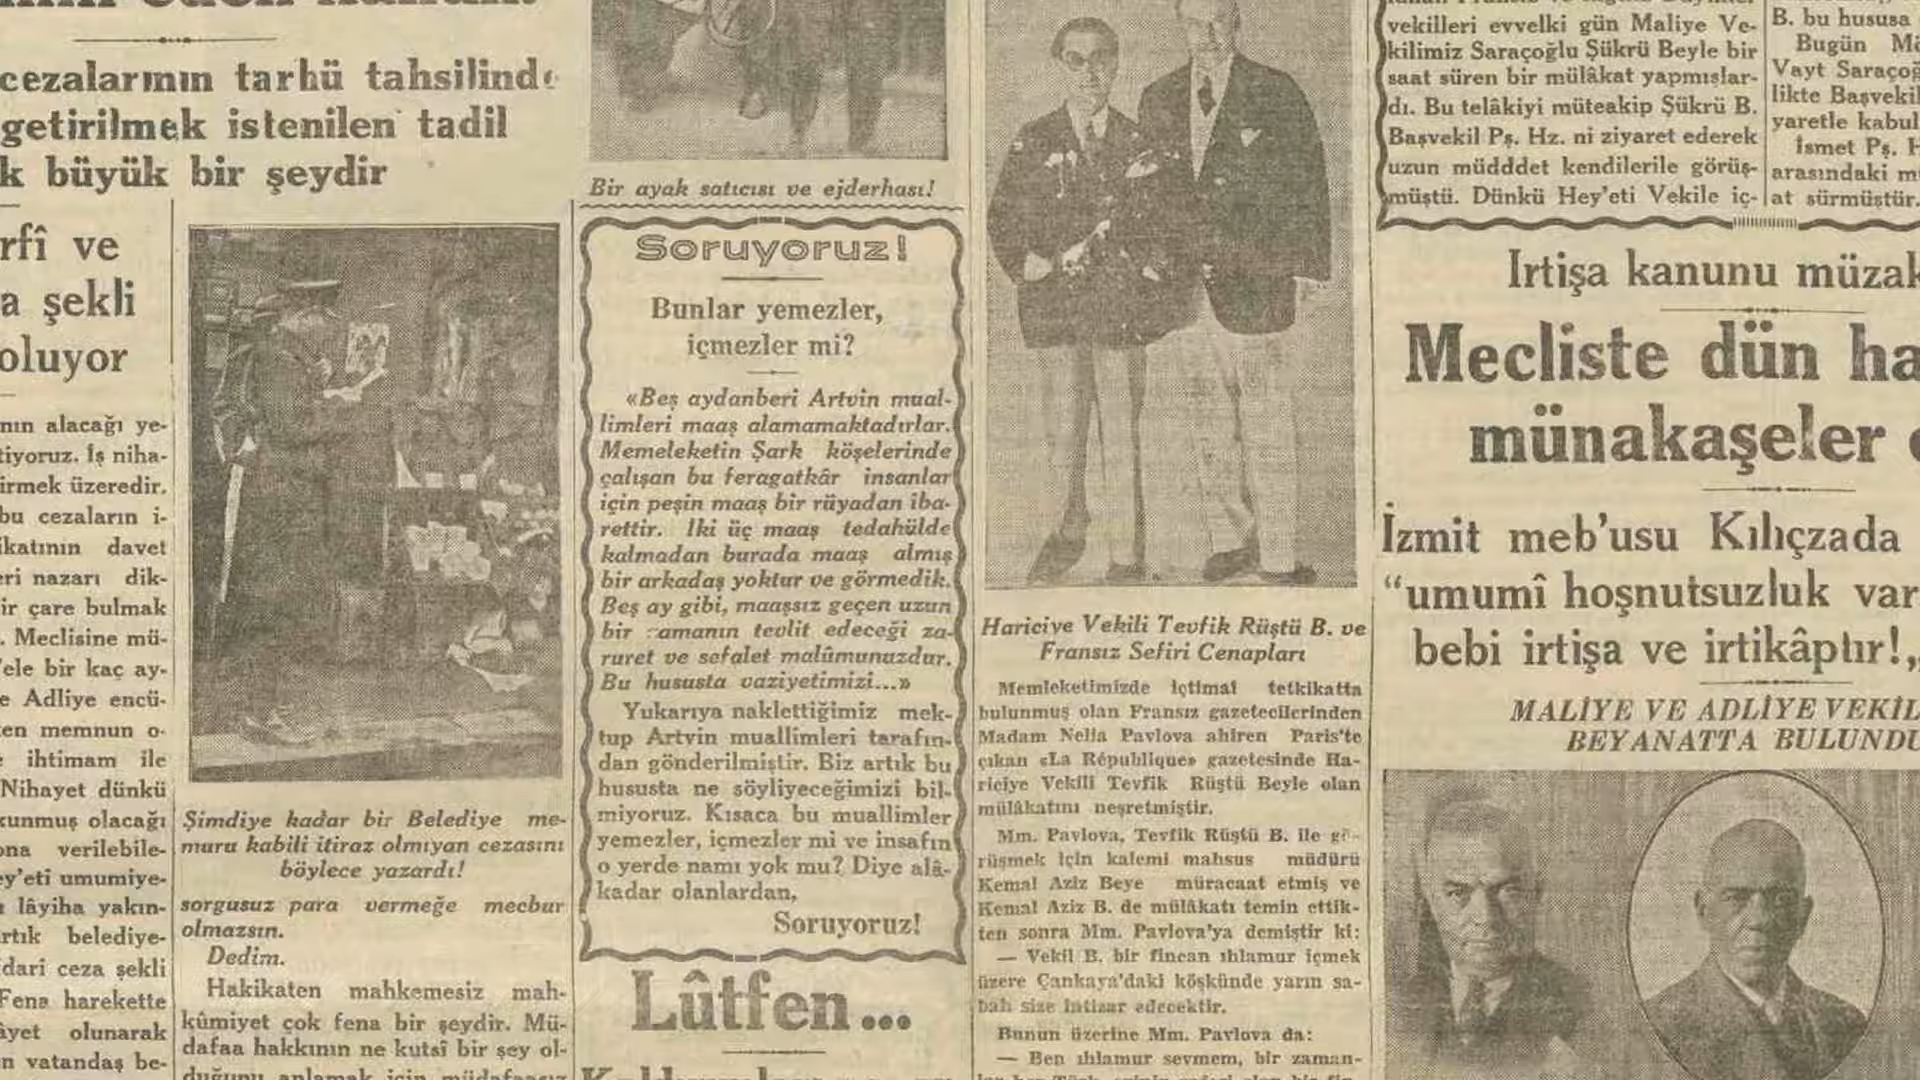 cezalarının tarhü tahsilinde
getirilmek istenilen tadil
k büyük bir şeydir
rfî ve
a şekli
oluyor
nın alacağı ye-
tiyoruz. İş niha-
irmek üzeredir.
bu cezaların i-
ikatının davet
eri nazarı dik-
ir çare bulmak
. Meclisine mü-
'ele bir kaç ay-
e Adliye encü-
ten memnun o-
e ihtimam ile
Nihayet dünkü
kunmuş olacağı
ona verilebile-
ey'eti umumiye-
ı lâyiha yakın-
rtık belediye-
dari ceza şekli
Fena harekette
âyet olunarak
n vatandaş be-
Şimdiye kadar bir Belediye me-
muru kabili itiraz olmıyan cezasını
böylece yazardı!
sorgusuz para vermeğe mecbur
olmazsın.
Dedim.
Hakikaten mahkemesiz mah-
kûmiyet çok fena bir şeydir. Mü-
dafaa hakkının ne kutsî bir şey ol-
duğunu anlamak için müdafaasız
Bir ayak satıcısı ve ejderhası!
Soruyoruz!
Bunlar yemezler,
içmezler mi?
«Beş aydanberi Artvin mual-
limleri maaş alamamaktadırlar.
Memeleketin Şark köşelerinde
çalışan bu feragatkâr insanlar
için peşin maaş bir rüyadan iba-
rettir. İki üç maaş tedahülde
kalmadan burada maaş almış
bir arkadaş yoktur ve görmedik.
Beş ay gibi, maaşsız geçen uzun
bir zamanın tevlit edeceği za-
ruret ve sefalet malûmunuzdur.
Bu hususta vaziyetimizi...»
Yukarıya naklettiğimiz mek-
tup Artvin muallimleri tarafın-
dan gönderilmiştir. Biz artık bu
hususta ne söyliyeceğimizi bil-
miyoruz. Kısaca bu muallimler
yemezler, içmezler mi ve insafın
o yerde namı yok mu? Diye alâ-
kadar olanlardan,
Soruyoruz!
Lûtfen...
Hariciye Vekili Tevfik Rüştü B. ve
Fransız Sefiri Cenapları
Memleketimizde içtimaî tetkikatta
bulunmuş olan Fransız gazetecilerinden
Madam Nella Pavlova ahiren Paris'te
çıkan «La République» gazetesinde Ha-
riciye Vekili Tevfik Rüştü Beyle olan
mülâkatını neşretmiştir.
Mm. Pavlova, Tevfik Rüştü B. ile gö-
rüşmek için kalemi mahsus müdürü
Kemal Aziz Beye müracaat etmiş ve
Kemal Aziz B. de mülâkatı temin ettik-
ten sonra Mm. Pavlova'ya demiştir ki:
— Vekil B. bir fincan ıhlamur içmek
üzere Çankaya'daki köşkünde yarın sa-
bah size intizar edecektir.
Bunun üzerine Mm. Pavlova da:
— Ben ıhlamur sevmem, bir zaman-
vekilleri evvelki gün Maliye Ve-
kilimiz Saraçoğlu Şükrü Beyle bir
saat süren bir mülâkat yapmışlar-
dı. Bu telâkiyi müteakip Şükrü B.
Başvekil Pş. Hz. ni ziyaret ederek
uzun müdddet kendilerile görüş-
müştü. Dünkü Hey'eti Vekile iç-
B. bu hususa
Bugün Mö
Vayt Saraçoğ
likte Başvekil
yaretle kabul
İsmet Pş. H
arasındaki mü
at sürmüştür.
Irtişa kanunu müzak
Mecliste dün ha
münakaşeler
İzmit meb'usu Kılıçzada
“umumî hoşnutsuzluk var
bebi irtişa ve irtikâptır!„
MALİYE VE ADLİYE VEKİL
BEYANATTA BULUNDU